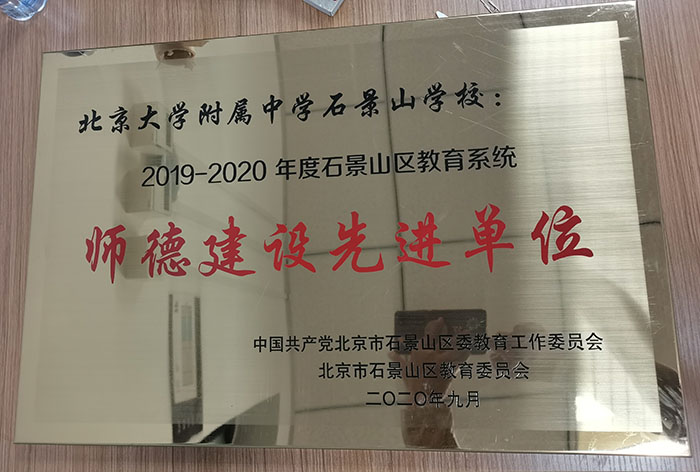 北京大学附属中学石景山学校：
2019-2020 年度石景山区教育系统
师德建设先进单位
中国共产党北京市石景山区委教育工作委员会
北京市石景山区教育委员会
二〇二〇年九月